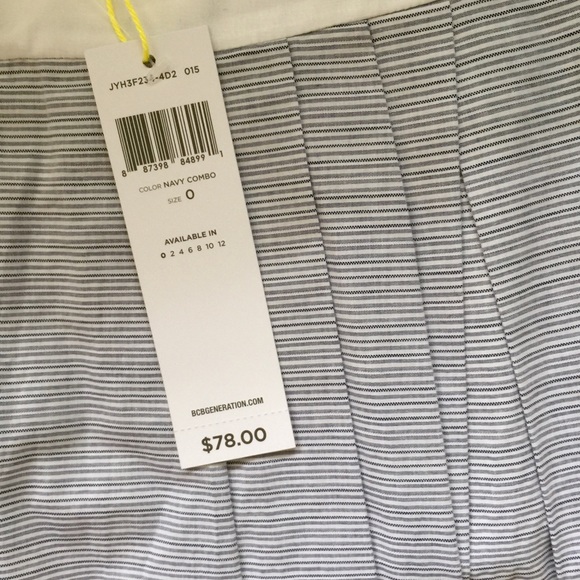 JYH3F234-4D2 015
8 87398 84899 1
COLOR NAVY COMBO
SIZE 0
AVAILABLE IN
0 2 4 6 8 10 12
BCBGENERATION.COM
$78.00